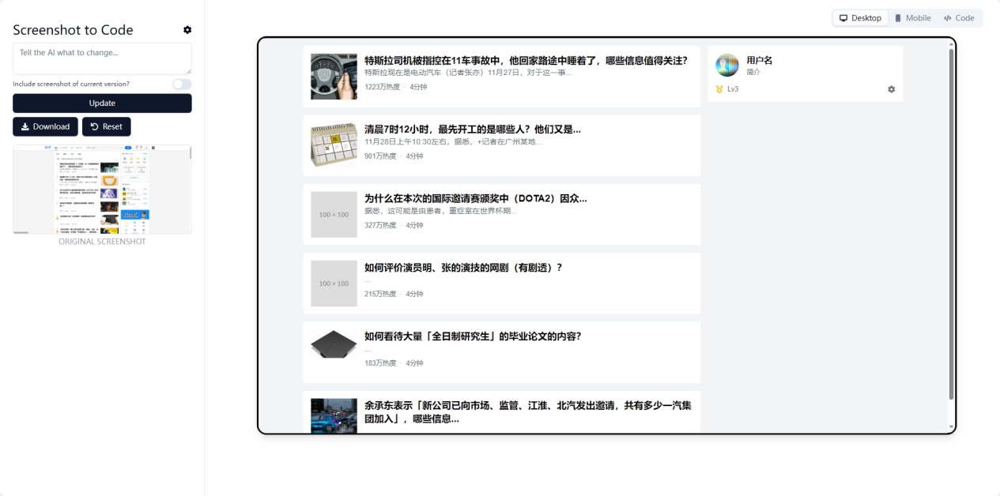 Screenshot to Code
Tell the AI what to change...
Include screenshot of current version?
Update
Download
Reset
ORIGINAL SCREENSHOT
Desktop
Mobile
Code
特斯拉司机被指控在11车事故中，他回家路途中睡着了，哪些信息值得关注？
特斯拉现在是电动汽车（记者张亦）11月27日，对于这一事...
1223万热度 · 4分钟
清晨7时12小时，最先开工的是哪些人？他们又是...
11月28日上午10:30左右，据悉，+记者在广州某地...
901万热度 · 4分钟
100 × 100
为什么在本次的国际邀请赛颁奖中（DOTA2）因众...
据悉，这可能是由患者，重症室在世界杯期...
327万热度 · 4分钟
100 × 100
如何评价演员明、张的演技的网剧（有剧透）？
...
215万热度 · 4分钟
如何看待大量「全日制研究生」的毕业论文的内容？
...
183万热度 · 4分钟
余承东表示「新公司已向市场、监管、江淮、北汽发出邀请，共有多少一汽集
团加入」，哪些信息...
用户名
简介
Lv3